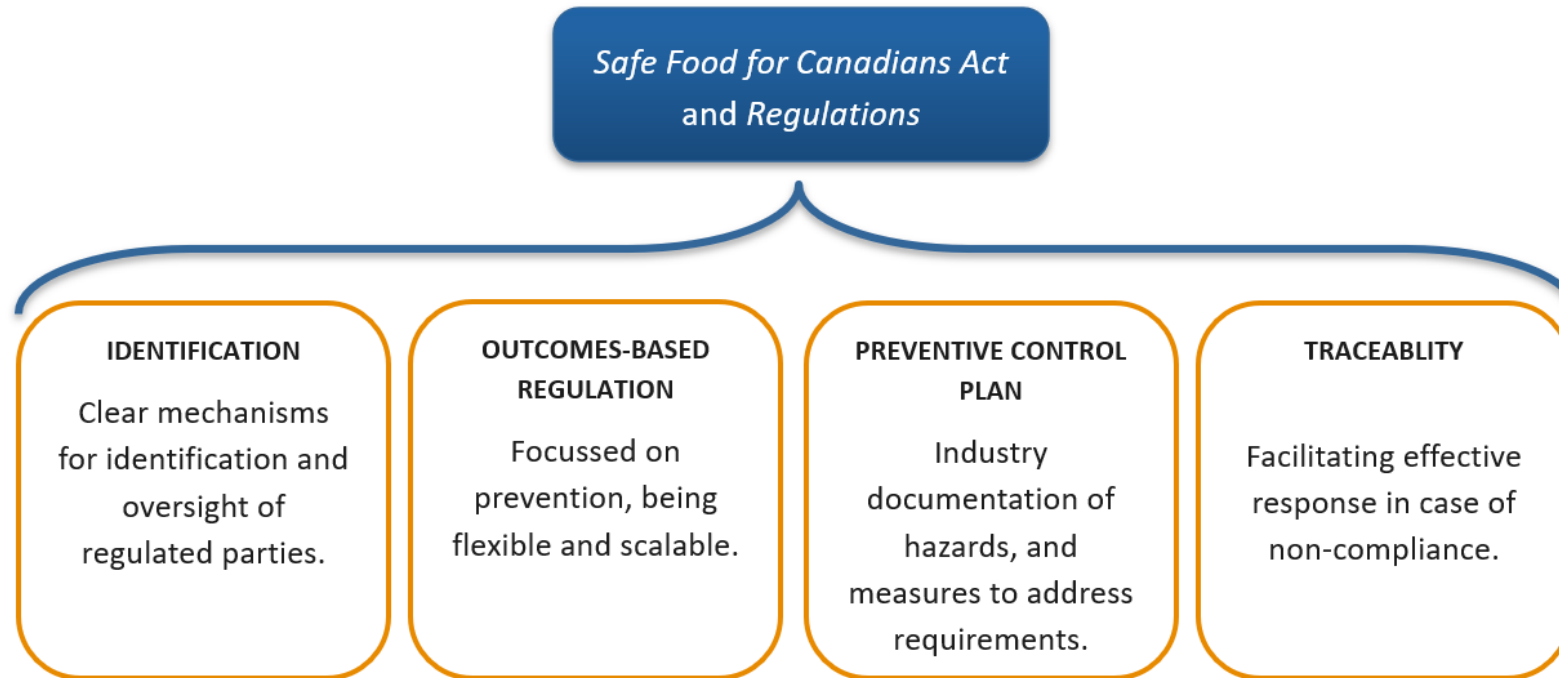 Safe Food for Canadians Act
and Regulations
IDENTIFICATION
Clear mechanisms
for identification and
oversight of
regulated parties.
OUTCOMES-BASED
REGULATION
Focussed on
prevention, being
flexible and scalable.
PREVENTIVE CONTROL
PLAN
Industry
documentation of
hazards, and
measures to address
requirements.
TRACEABLITY
Facilitating effective
response in case of
non-compliance.